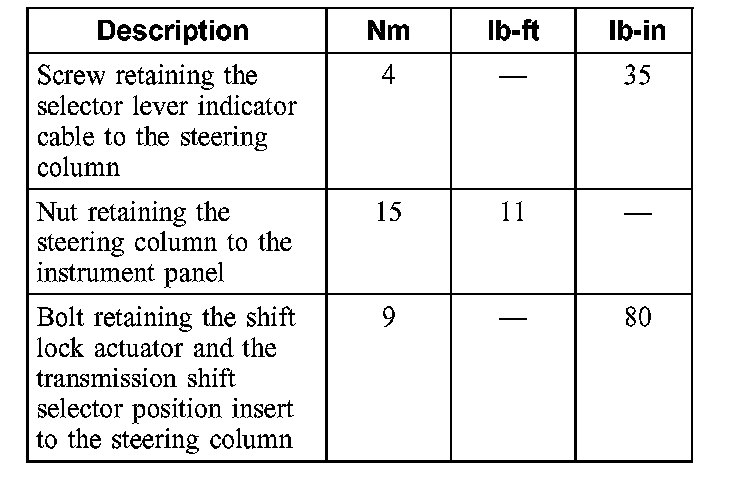 Description Nm lb-ft lb-in
Screw retaining the 4 — 35
selector lever indicator
cable to the steering
column
Nut retaining the 15 11 —
steering column to the
instrument panel
Bolt retaining the shift 9 — 80
lock actuator and the
transmission shift
selector position insert
to the steering column